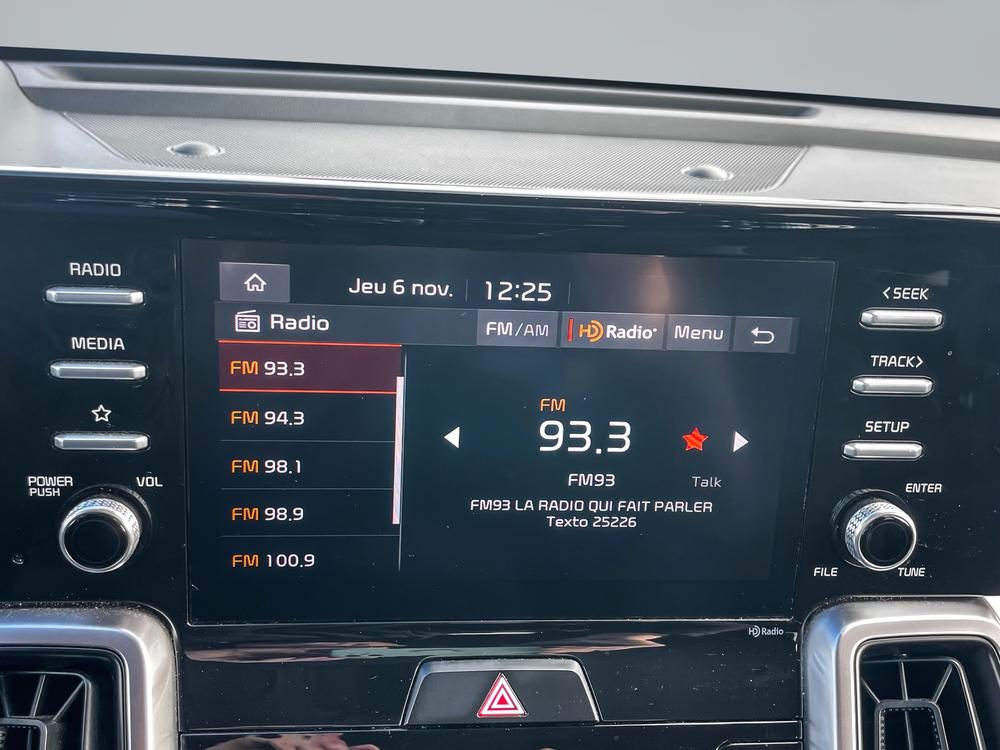 RADIO
MEDIA
POWER
PUSH
VOL
Jeu 6 nov. 12:25
Radio FM/AM HD Radio Menu
FM 93.3
FM 94.3
FM 98.1
FM 98.9
FM 100.9
FM
93.3
FM93
Talk
FM93 LA RADIO QUI FAIT PARLER
Texto 25226
<SEEK
TRACK>
SETUP
ENTER
FILE
TUNE
HD Radio